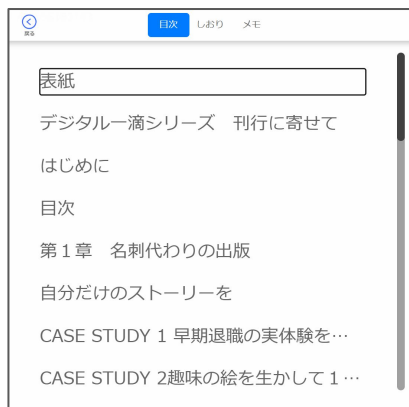 戻る
目次 しおり メモ
表紙
デジタル一滴シリーズ　刊行に寄せて
はじめに
目次
第１章　名刺代わりの出版
自分だけのストーリーを
CASE STUDY 1 早期退職の実体験を…
CASE STUDY 2趣味の絵を生かして１…